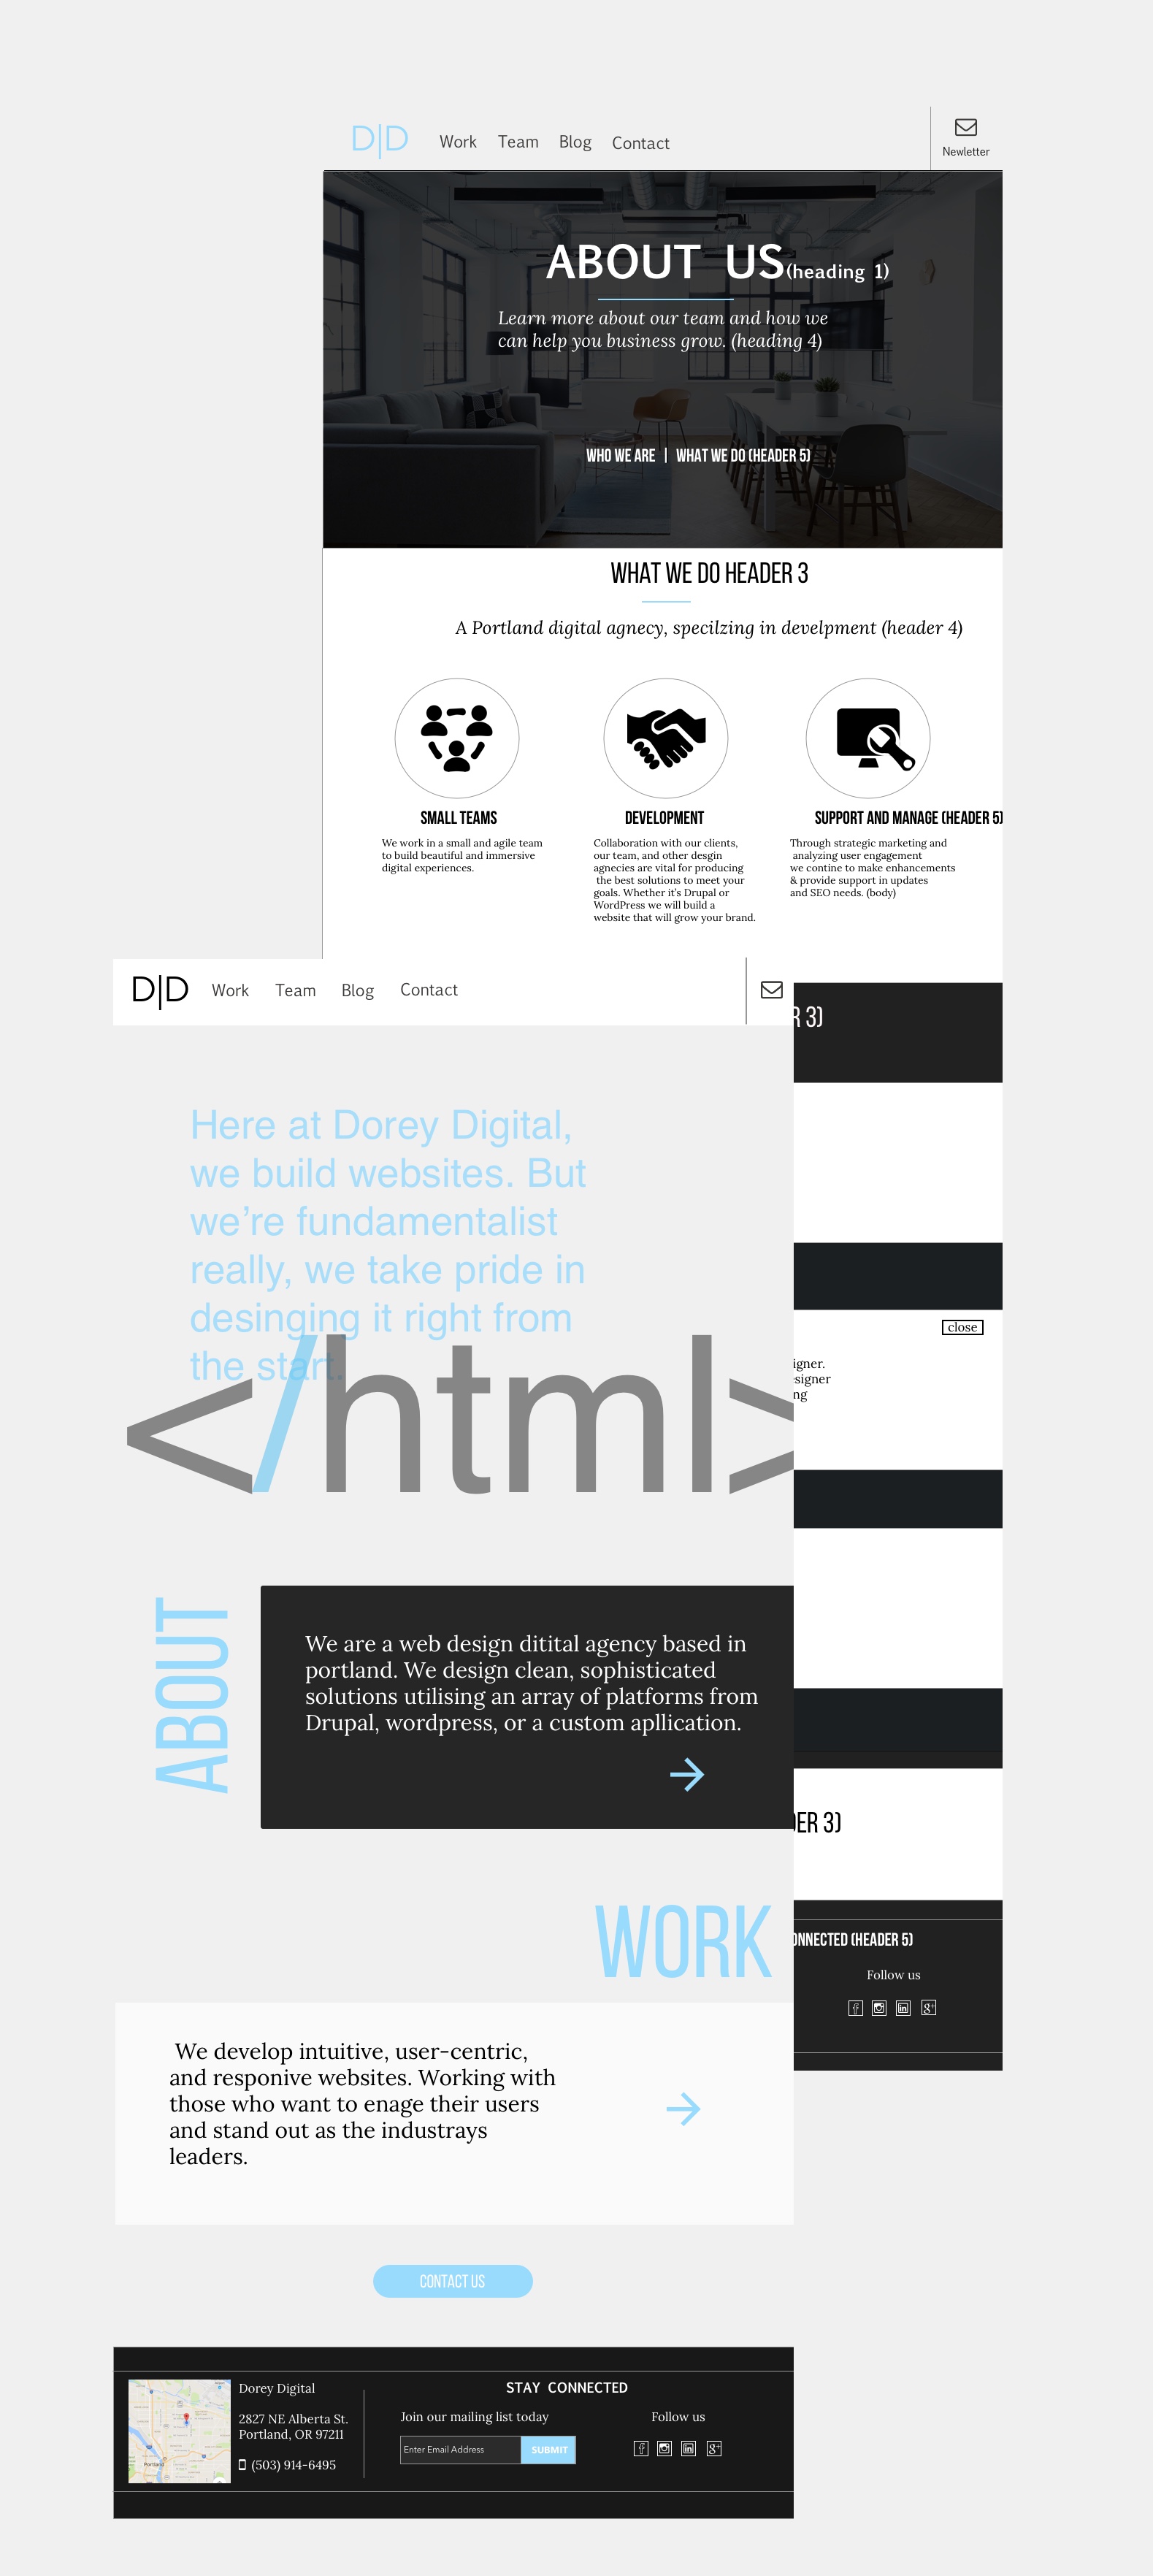 D|D Work Team Blog Contact
Newletter
ABOUT US(heading 1)
Learn more about our team and how we
can help you business grow. (heading 4)
WHO WE ARE | WHAT WE DO (HEADER 5)
WHAT WE DO HEADER 3
A Portland digital agnecy, specilzing in develpment (header 4)
SMALL TEAMS
We work in a small and agile team
to build beautiful and immersive
digital experiences.
DEVELOPMENT
Collaboration with our clients,
our team, and other desgin
agnecies are vital for producing
the best solutions to meet your
goals. Whether it's Drupal or
WordPress we will build a
website that will grow your brand.
SUPPORT AND MANAGE (HEADER 5)
Through strategic marketing and
analyzing user engagement
we contine to make enhancements
& provide support in updates
and SEO needs. (body)
D|D Work Team Blog Contact
R 3)
close
igner.
signer
ng
DER 3)
ONNECTED (HEADER 5)
Follow us
Here at Dorey Digital,
we build websites. But
we're fundamentalist
really, we take pride in
desinging it right from
the start.
</html>
ABOUT
We are a web design ditital agency based in
portland. We design clean, sophisticated
solutions utilising an array of platforms from
Drupal, wordpress, or a custom apllication.
WORK
We develop intuitive, user-centric,
and responive websites. Working with
those who want to enage their users
and stand out as the industrays
leaders.
CONTACT US
Portland
Dorey Digital
2827 NE Alberta St.
Portland, OR 97211
(503) 914-6495
STAY CONNECTED
Join our mailing list today
Enter Email Address SUBMIT
Follow us